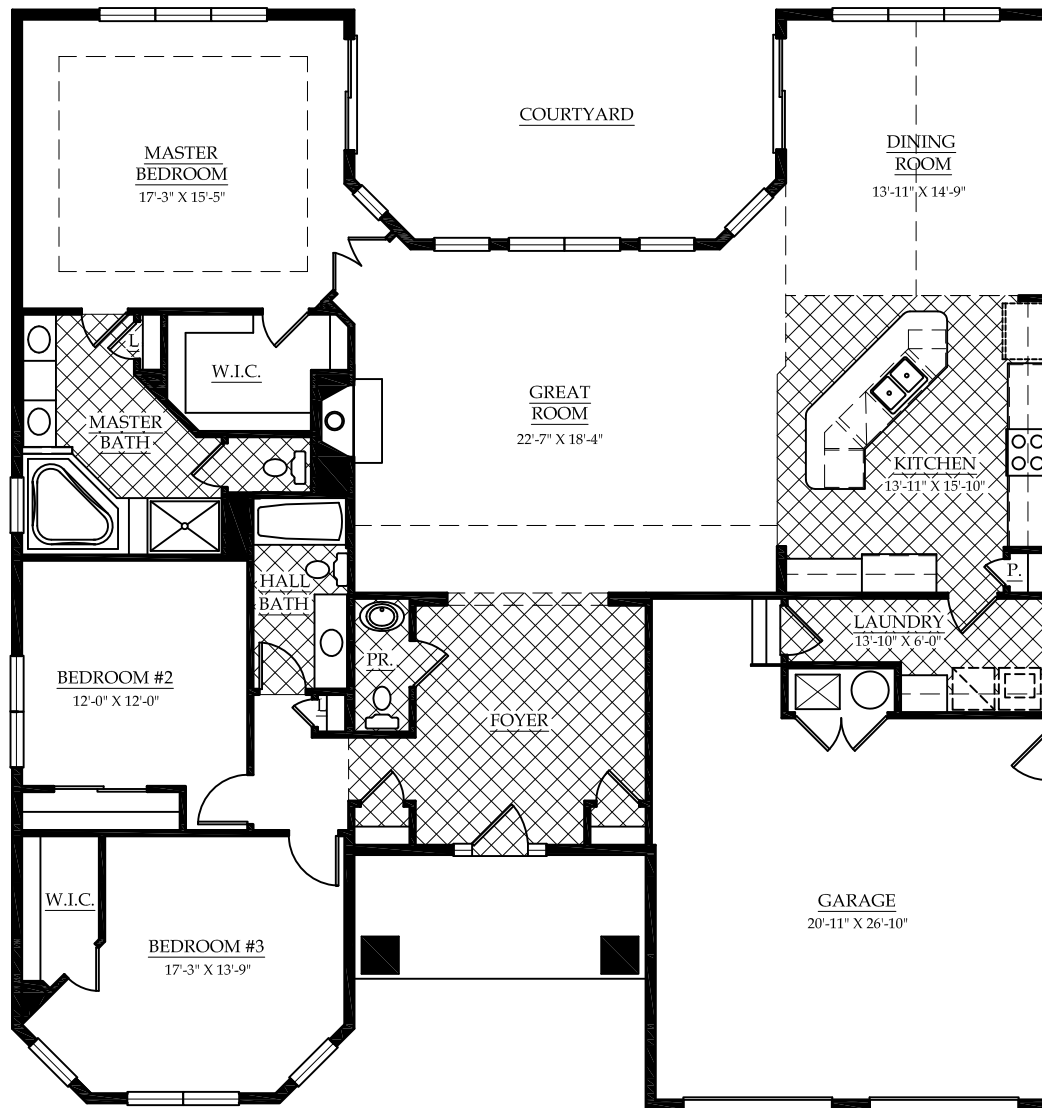 COURTYARD
MASTER
BEDROOM
17'-3" X 15'-5"
DINING
ROOM
13'-11" X 14'-9"
L
W.I.C.
MASTER
BATH
GREAT
ROOM
22'-7" X 18'-4"
KITCHEN
13'-11" X 15'-10"
P.
HALL
BATH
LAUNDRY
13'-10" X 6'-0"
PR.
BEDROOM #2
12'-0" X 12'-0"
L
FOYER
W.I.C.
GARAGE
20'-11" X 26'-10"
BEDROOM #3
17'-3" X 13'-9"